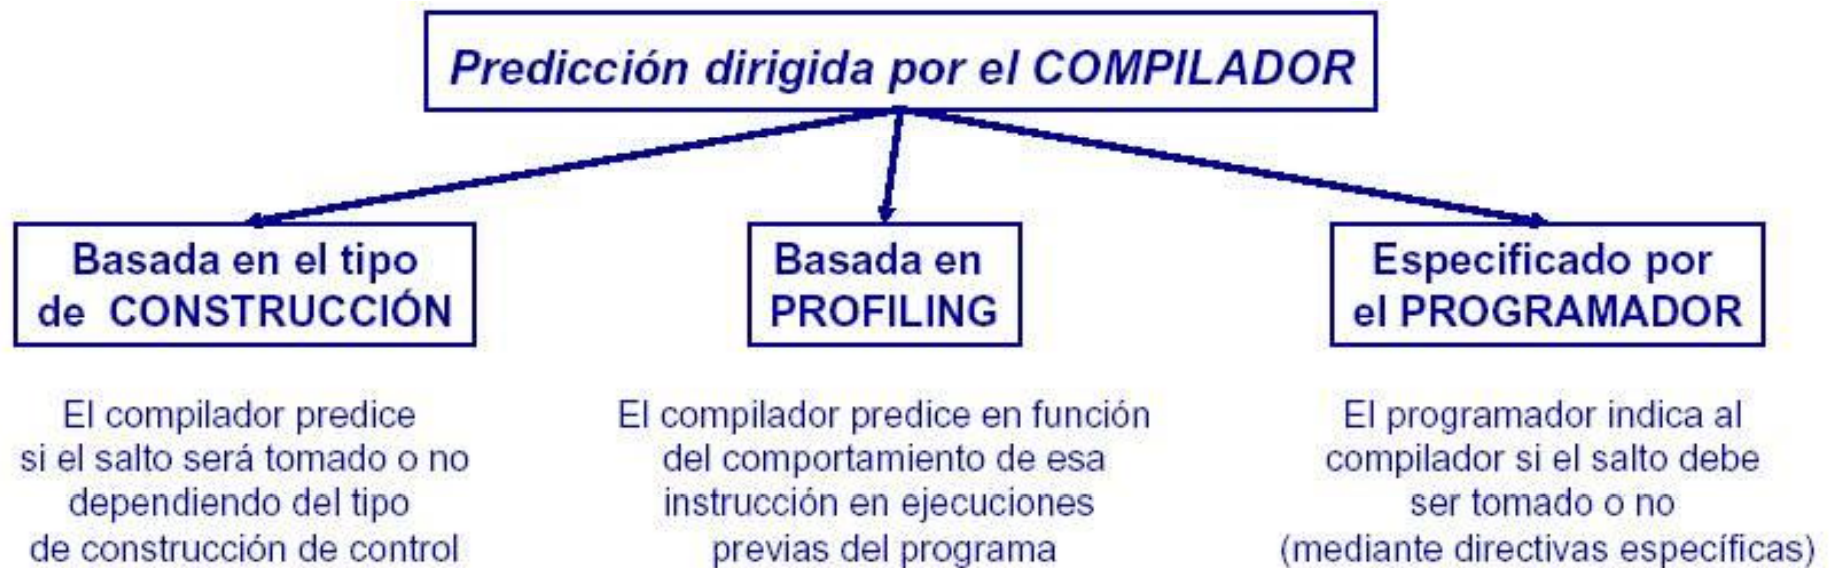 Predicción dirigida por el COMPILADOR
Basada en el tipo
de CONSTRUCCIÓN
El compilador predice
si el salto será tomado o no
dependiendo del tipo
de construcción de control
Basada en
PROFILING
El compilador predice en función
del comportamiento de esa
instrucción en ejecuciones
previas del programa
Especificado por
el PROGRAMADOR
El programador indica al
compilador si el salto debe
ser tomado o no
(mediante directivas específicas)